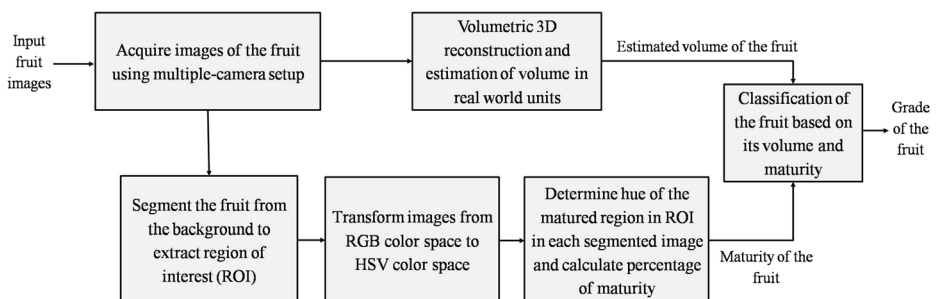 Input
fruit
images
Acquire images of the fruit
using multiple-camera setup
Volumetric 3D
reconstruction and
estimation of volume in
real world units
Estimated volume of the fruit
Classification of
the fruit based on
its volume and
maturity
Grade
of the
fruit
Segment the fruit from
the background to
extract region of
interest (ROI)
Transform images from
RGB color space to
HSV color space
Determine hue of the
matured region in ROI
in each segmented image
and calculate percentage
of maturity
Maturity of the
fruit